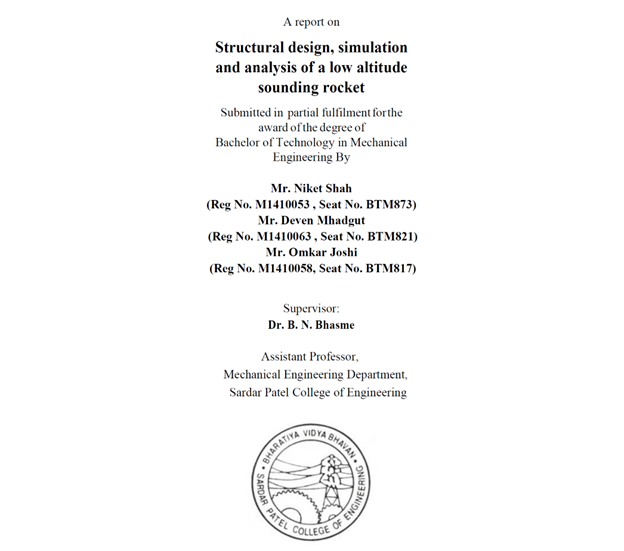 A report on
Structural design, simulation
and analysis of a low altitude
sounding rocket
Submitted in partial fulfilment for the
award of the degree of
Bachelor of Technology in Mechanical
Engineering By
Mr. Niket Shah
(Reg No. M1410053 , Seat No. BTM873)
Mr. Deven Mhadgut
(Reg No. M1410063 , Seat No. BTM821)
Mr. Omkar Joshi
(Reg No. M1410058, Seat No. BTM817)
Supervisor:
Dr. B. N. Bhasme
Assistant Professor,
Mechanical Engineering Department,
Sardar Patel College of Engineering
BHARATIYA VIDYA BHAVAN
SARDAR PATEL COLLEGE OF ENGINEERING